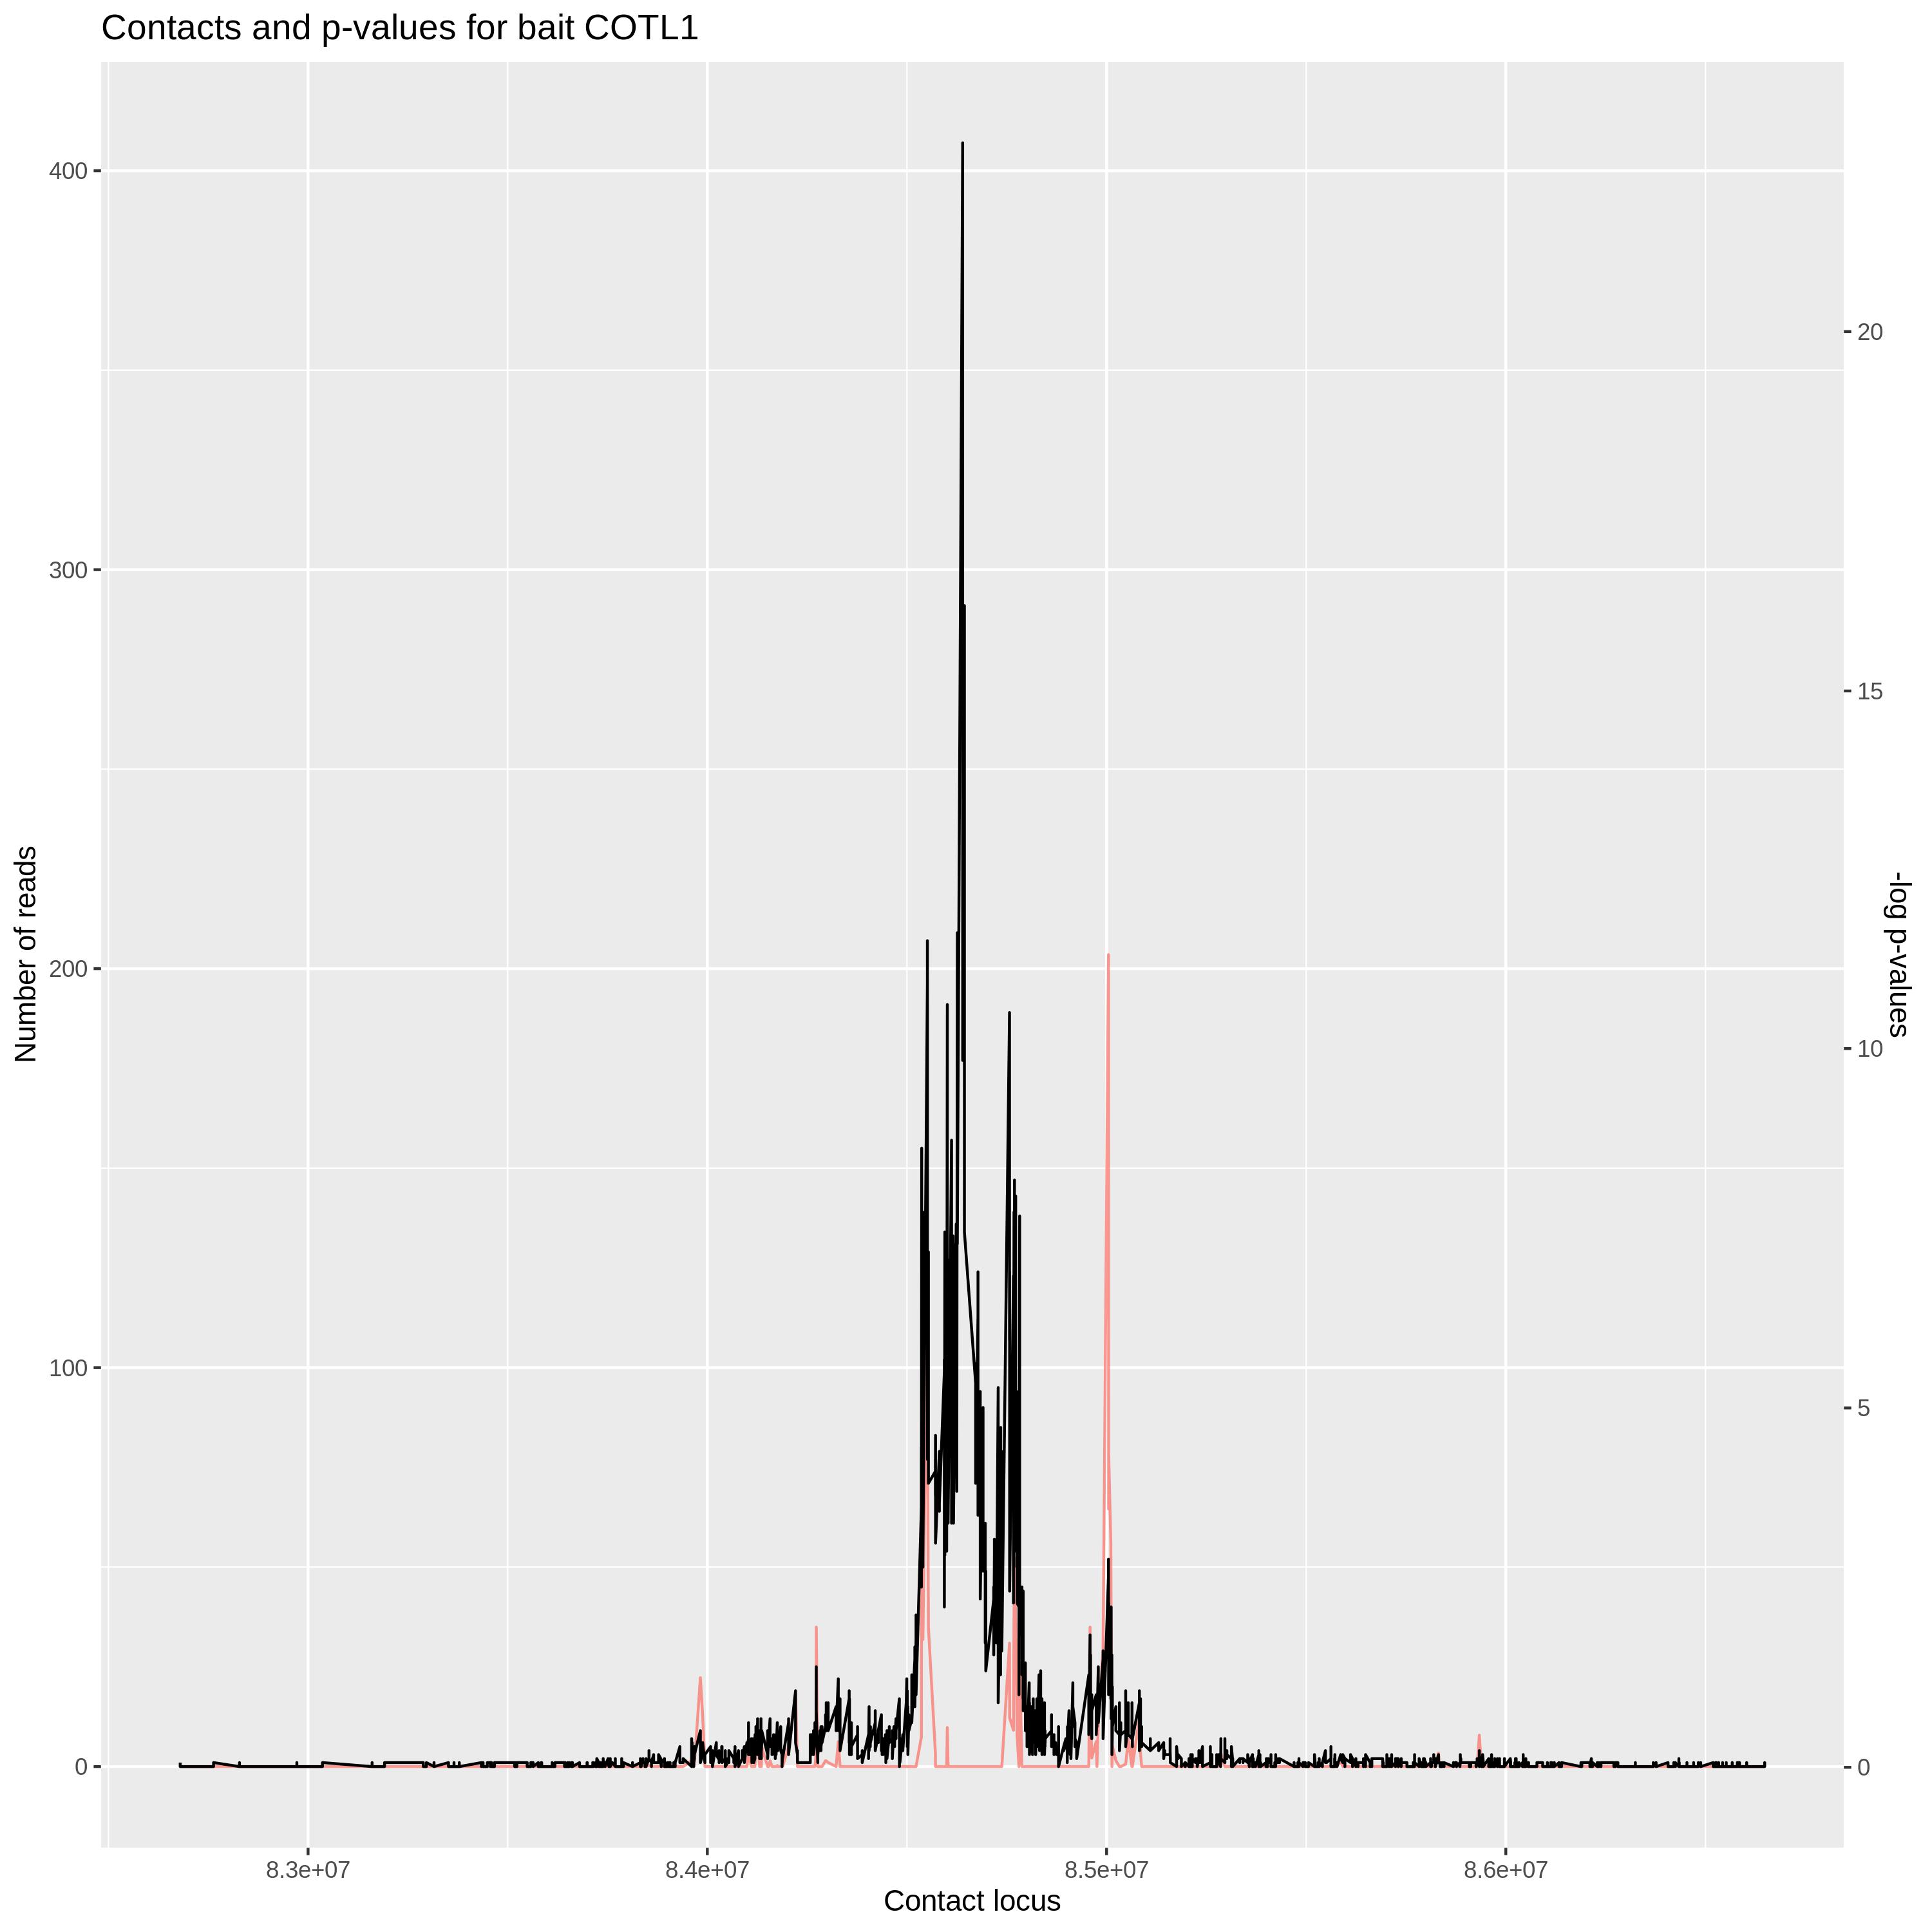 Contacts and p-values for bait COTL1
400
300
200
100
0
Number of reads
20
15
10
5
0
-log p-values
8.3e+07
8.4e+07
8.5e+07
8.6e+07
Contact locus